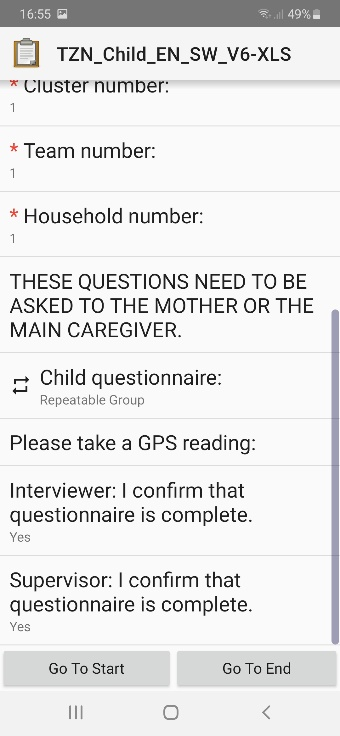 16:55
49%
TZN_Child_EN_SW_V6-XLS
* Cluster number:
1
* Team number:
1
* Household number:
1
THESE QUESTIONS NEED TO BE
ASKED TO THE MOTHER OR THE
MAIN CAREGIVER.
Child questionnaire:
Repeatable Group
Please take a GPS reading:
Interviewer: I confirm that
questionnaire is complete.
Yes
Supervisor: I confirm that
questionnaire is complete.
Yes
Go To Start
Go To End